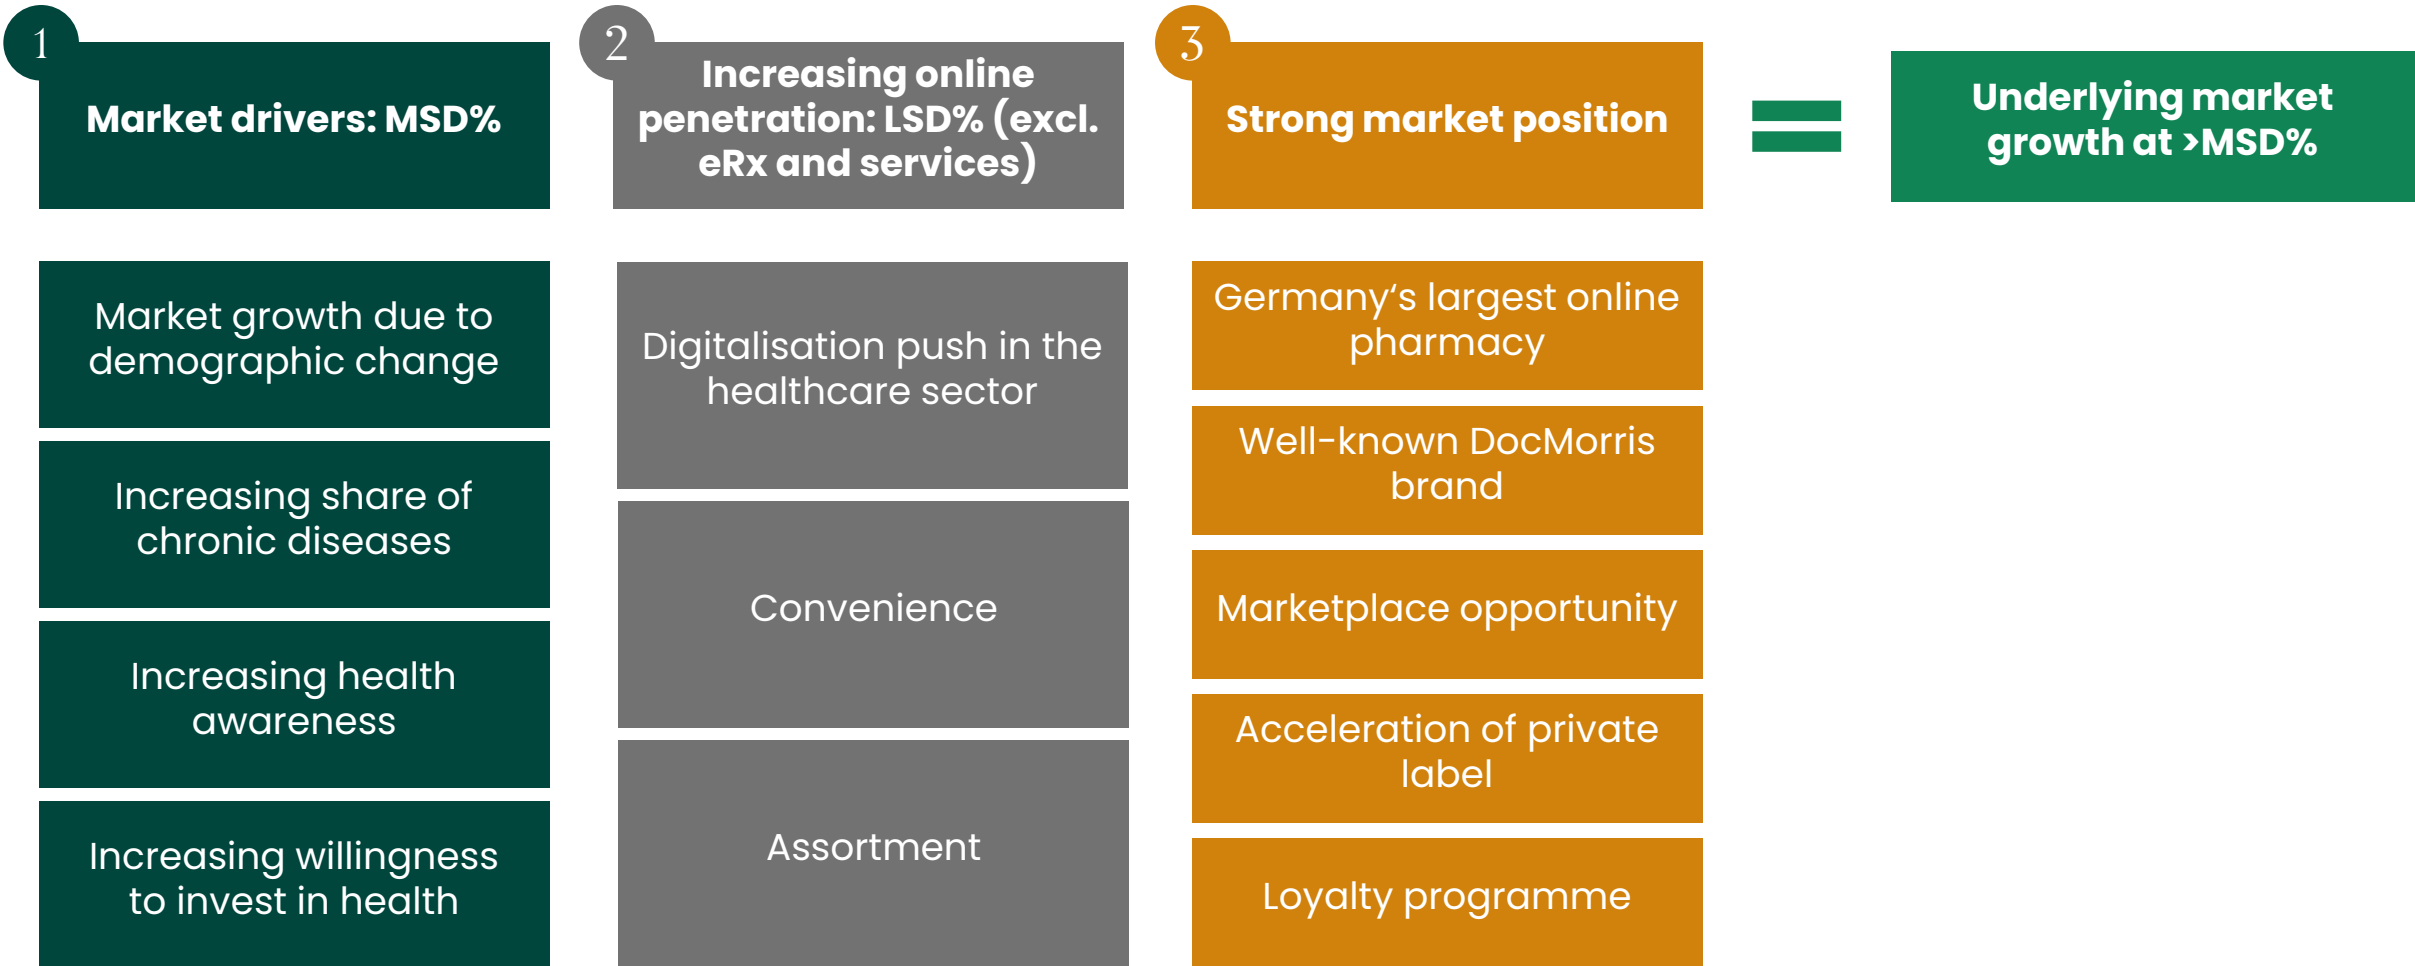 1
Market drivers: MSD%
Market growth due to
demographic change
Increasing share of
chronic diseases
Increasing health
awareness
Increasing willingness
to invest in health
2
Increasing online
penetration: LSD% (excl.
eRx and services)
Digitalisation push in the
healthcare sector
Convenience
Assortment
3
Strong market position
Germany‘s largest online
pharmacy
Well-known DocMorris
brand
Marketplace opportunity
Acceleration of private
label
Loyalty programme
=
Underlying market
growth at >MSD%